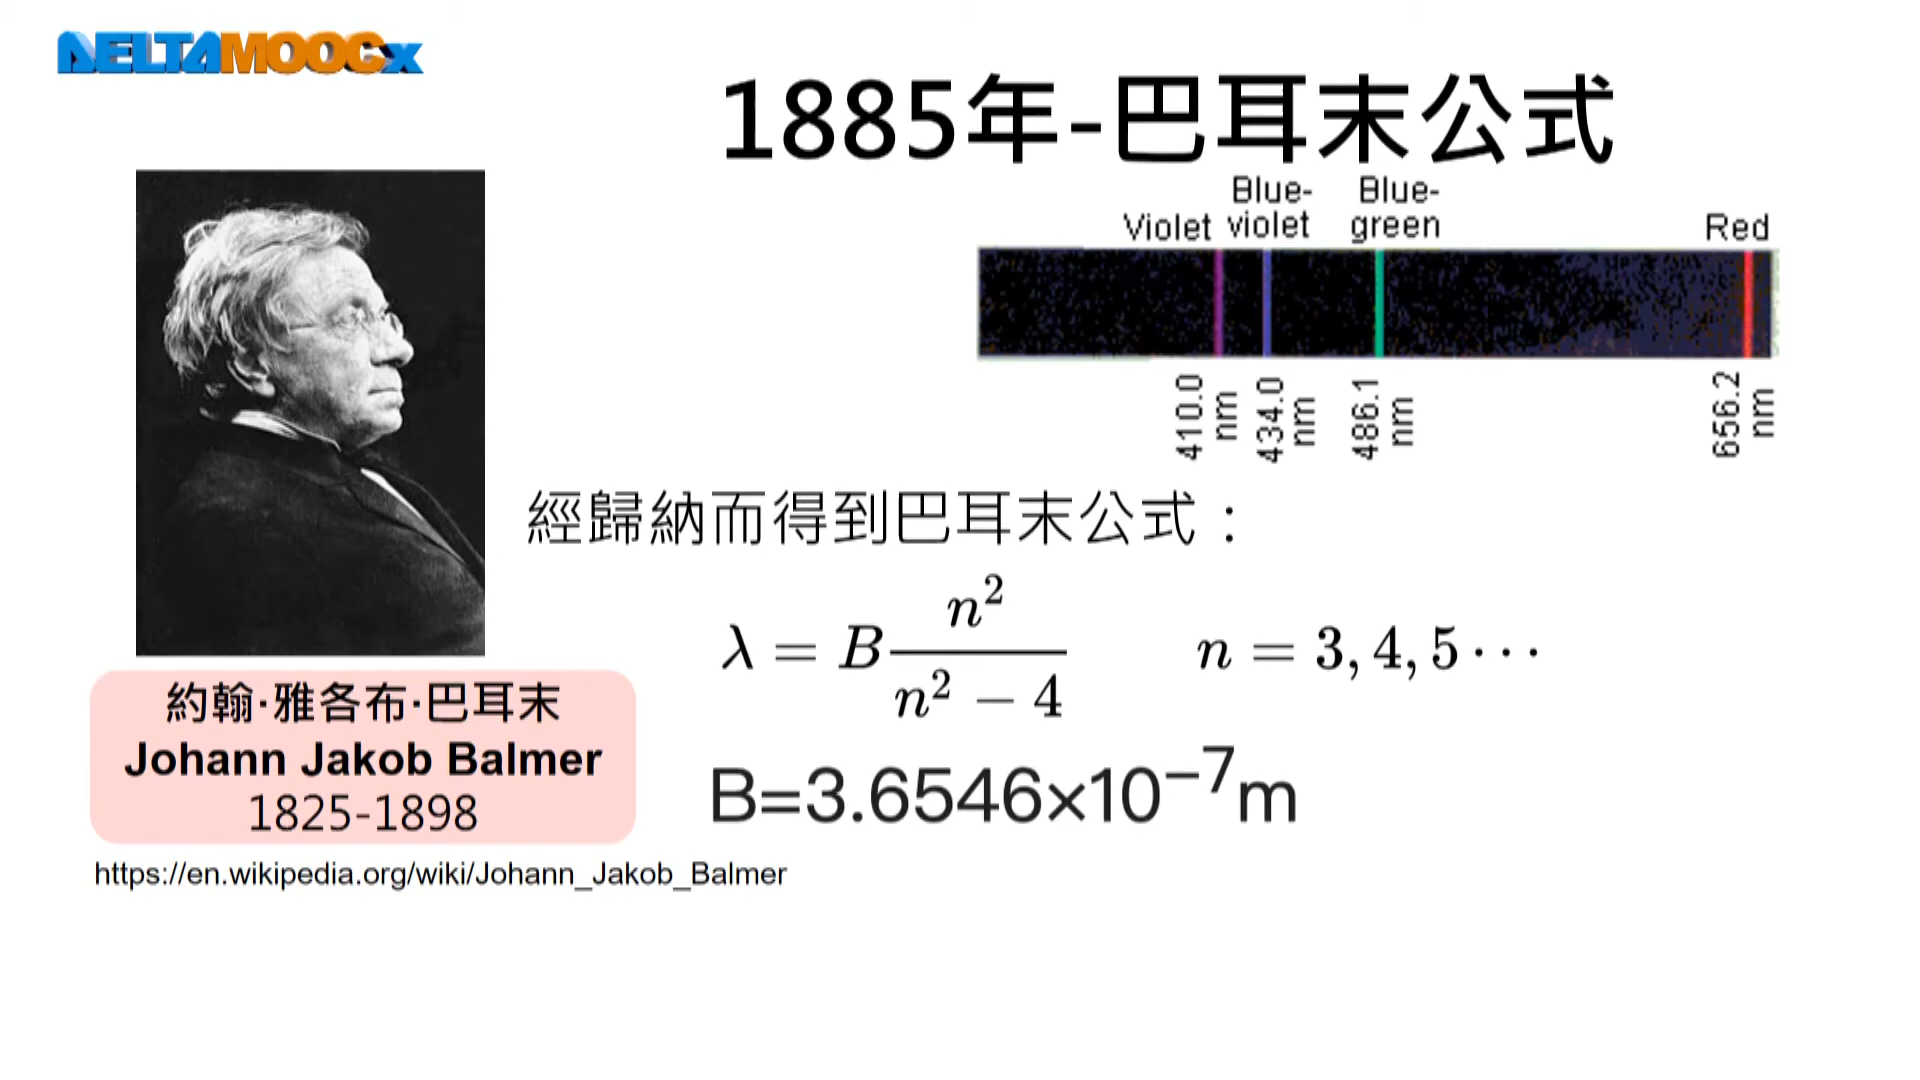 DELTAMOOCx
1885年-巴耳末公式
Violet
Blue-
violet
Blue-
green
Red
410.0
nm
434.0
nm
486.1
nm
656.2
nm
經歸納而得到巴耳末公式：
λ = B n² / (n² − 4)    n = 3, 4, 5 ⋯
B=3.6546×10⁻⁷m
約翰·雅各布·巴耳末
Johann Jakob Balmer
1825-1898
https://en.wikipedia.org/wiki/Johann_Jakob_Balmer